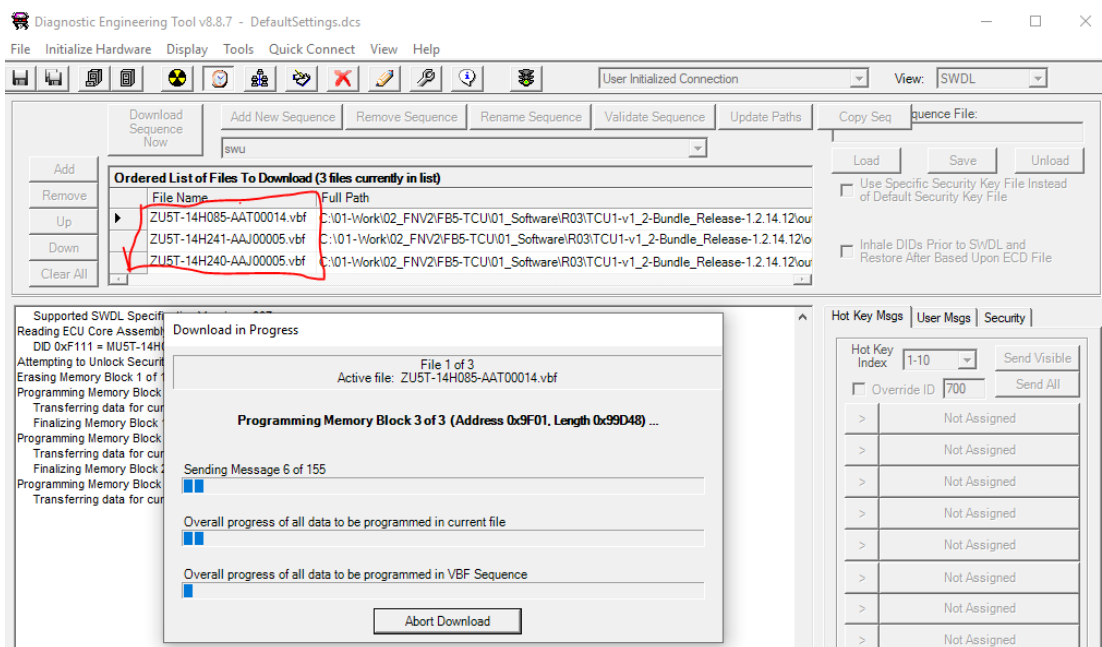 Diagnostic Engineering Tool v8.8.7 - DefaultSettings.dcs
File Initialize Hardware Display Tools Quick Connect View Help
User Initialized Connection
View: SWDL
Download Sequence Now
Add New Sequence
Remove Sequence
Rename Sequence
Validate Sequence
Update Paths
Copy Seq
quence File:
swu
Load
Save
Unload
Add
Remove
Up
Down
Clear All
Ordered List of Files To Download (3 files currently in list)
File Name Full Path
ZU5T-14H085-AAT00014.vbf C:\01-Work\02_FNV2\FB5-TCU\01_Software\R03\TCU1-v1_2-Bundle_Release-1.2.14.12\ou
ZU5T-14H241-AAJ00005.vbf C:\01-Work\02_FNV2\FB5-TCU\01_Software\R03\TCU1-v1_2-Bundle_Release-1.2.14.12\o
ZU5T-14H240-AAJ00005.vbf C:\01-Work\02_FNV2\FB5-TCU\01_Software\R03\TCU1-v1_2-Bundle_Release-1.2.14.12\ou
Use Specific Security Key File Instead
of Default Security Key File
Inhale DIDs Prior to SWDL and
Restore After Based Upon ECD File
Supported SWDL Specifi
Reading ECU Core Assembl
DID 0xF111 = MU5T-14H
Attempting to Unlock Securit
Erasing Memory Block 1 of 1
Programming Memory Block
Transferring data for cur
Finalizing Memory Block
Programming Memory Block
Transferring data for cur
Finalizing Memory Block 2
Programming Memory Block
Transferring data for cur
Download in Progress
File 1 of 3
Active file: ZU5T-14H085-AAT00014.vbf
Programming Memory Block 3 of 3 (Address 0x9F01, Length 0x99D48) ...
Sending Message 6 of 155
Overall progress of all data to be programmed in current file
Overall progress of all data to be programmed in VBF Sequence
Abort Download
Hot Key Msgs
User Msgs
Security
Hot Key
Index
1-10
Send Visible
Override ID
700
Send All
> Not Assigned
> Not Assigned
> Not Assigned
> Not Assigned
> Not Assigned
> Not Assigned
> Not Assigned
> Not Assigned